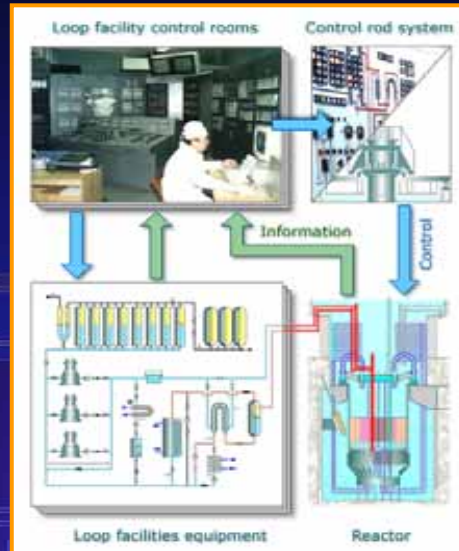 Loop facility control rooms
Control rod system
Information
Control
Loop facilities equipment
Reactor